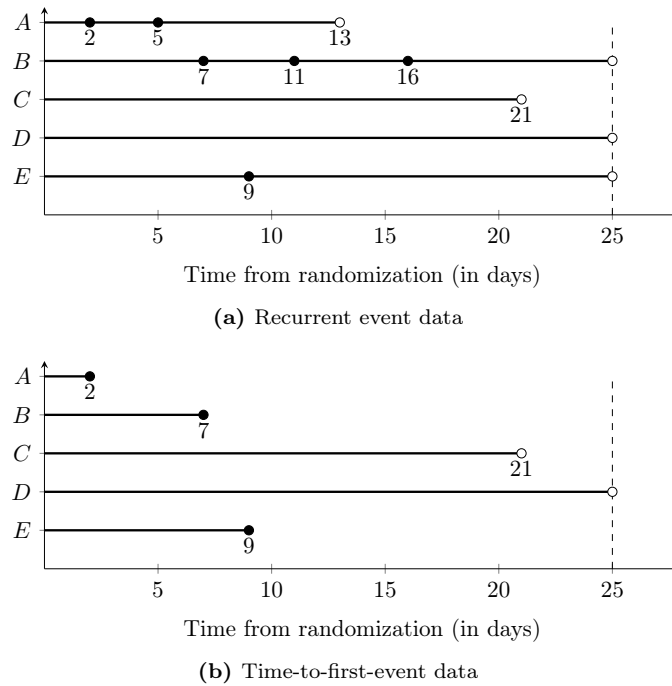 A
2 5 13
B
7 11 16
C
21
D
E
9
5 10 15 20 25
Time from randomization (in days)
(a) Recurrent event data
A
2
B
7
C
21
D
E
9
5 10 15 20 25
Time from randomization (in days)
(b) Time-to-first-event data